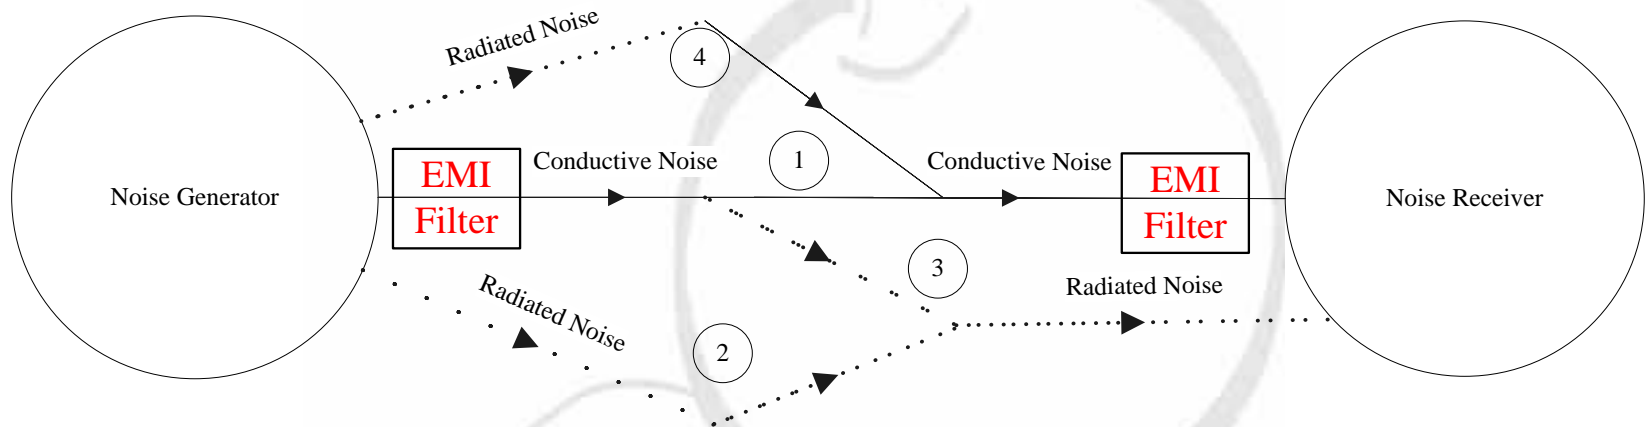 Radiated Noise
4
Conductive Noise
1
Conductive Noise
EMI
Filter
EMI
Filter
Noise Generator
Noise Receiver
3
Radiated Noise
Radiated Noise
2